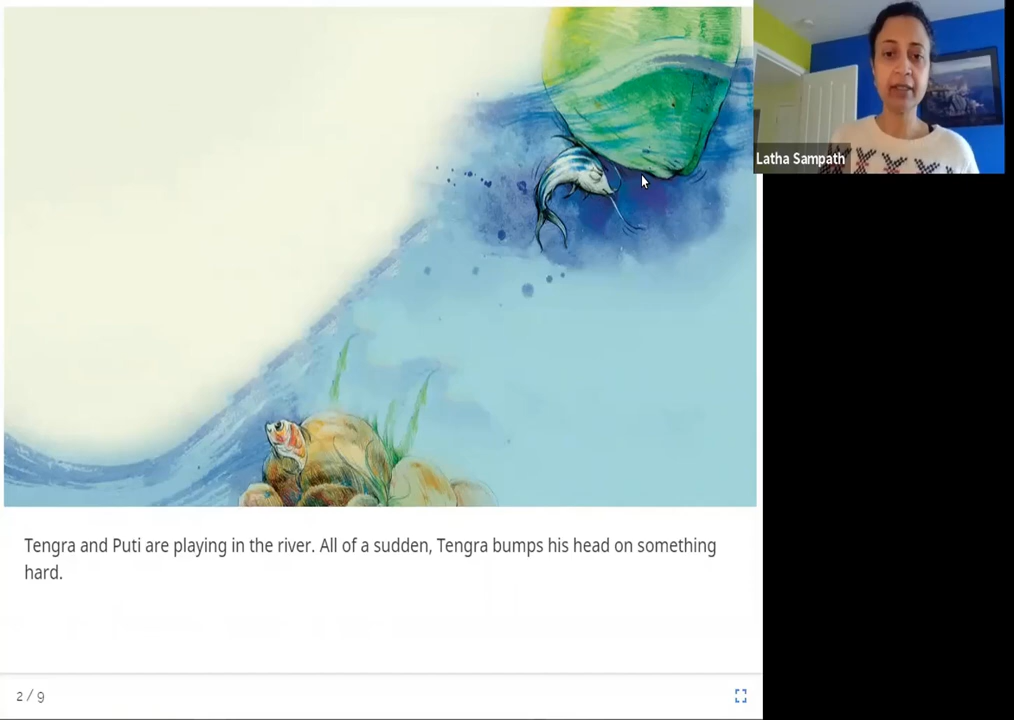 Latha Sampath
Tengra and Puti are playing in the river. All of a sudden, Tengra bumps his head on something
hard.
2 / 9